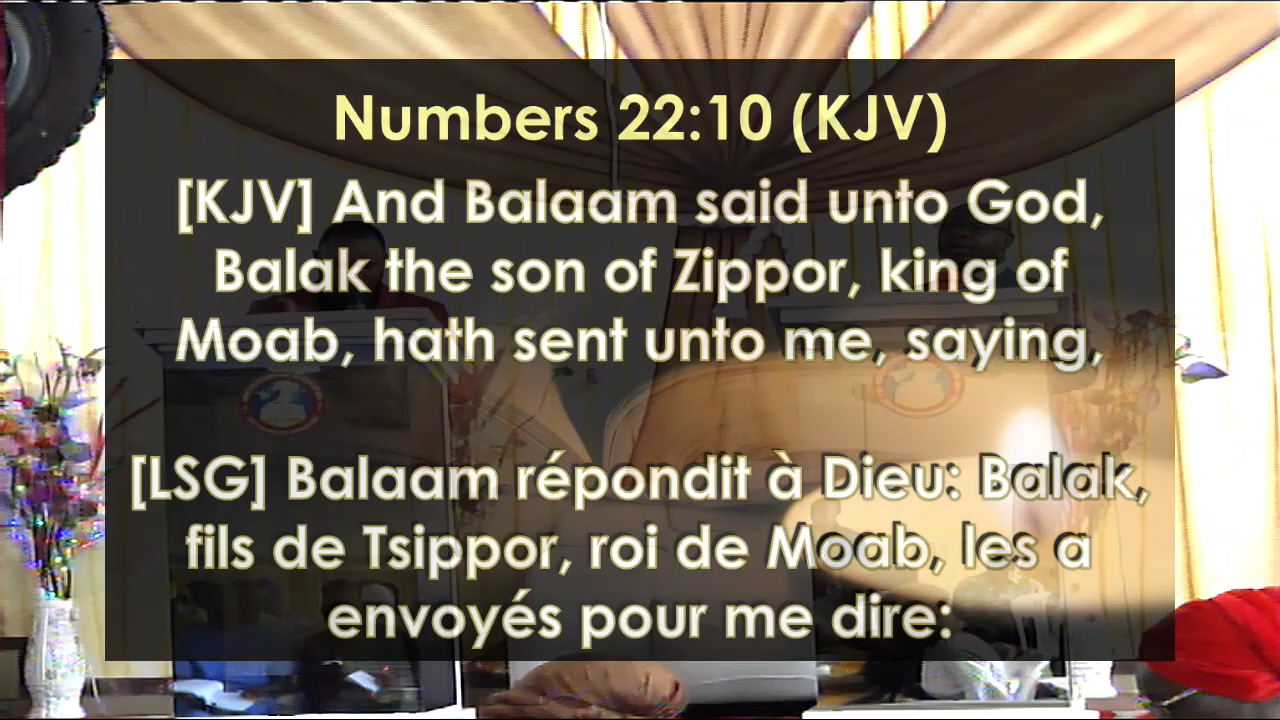 Numbers 22:10 (KJV)
[KJV] And Balaam said unto God,
Balak the son of Zippor, king of
Moab, hath sent unto me, saying,
[LSG] Balaam répondit à Dieu: Balak,
fils de Tsippor, roi de Moab, les a
envoyés pour me dire: